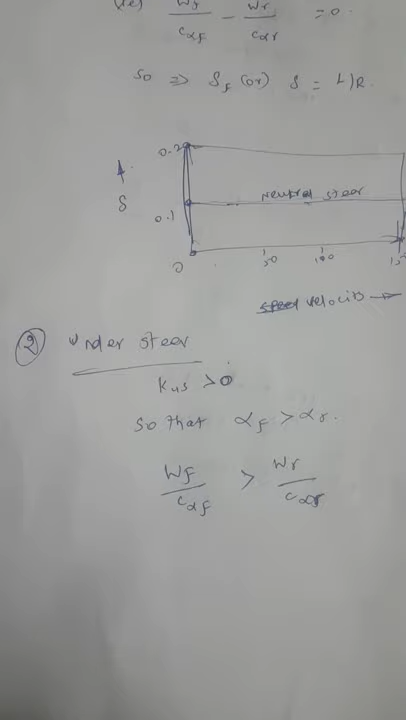 (ie) Wf/Cαf - Wr/Cαr = 0.
So ⇒ δf (or) δ = L/R
0.2
δ
Neutral steer
0.1
0 50 100
velocity →
② Under steer
Kus > 0
So that αf > αr.
Wf/Cαf > Wr/Cαr